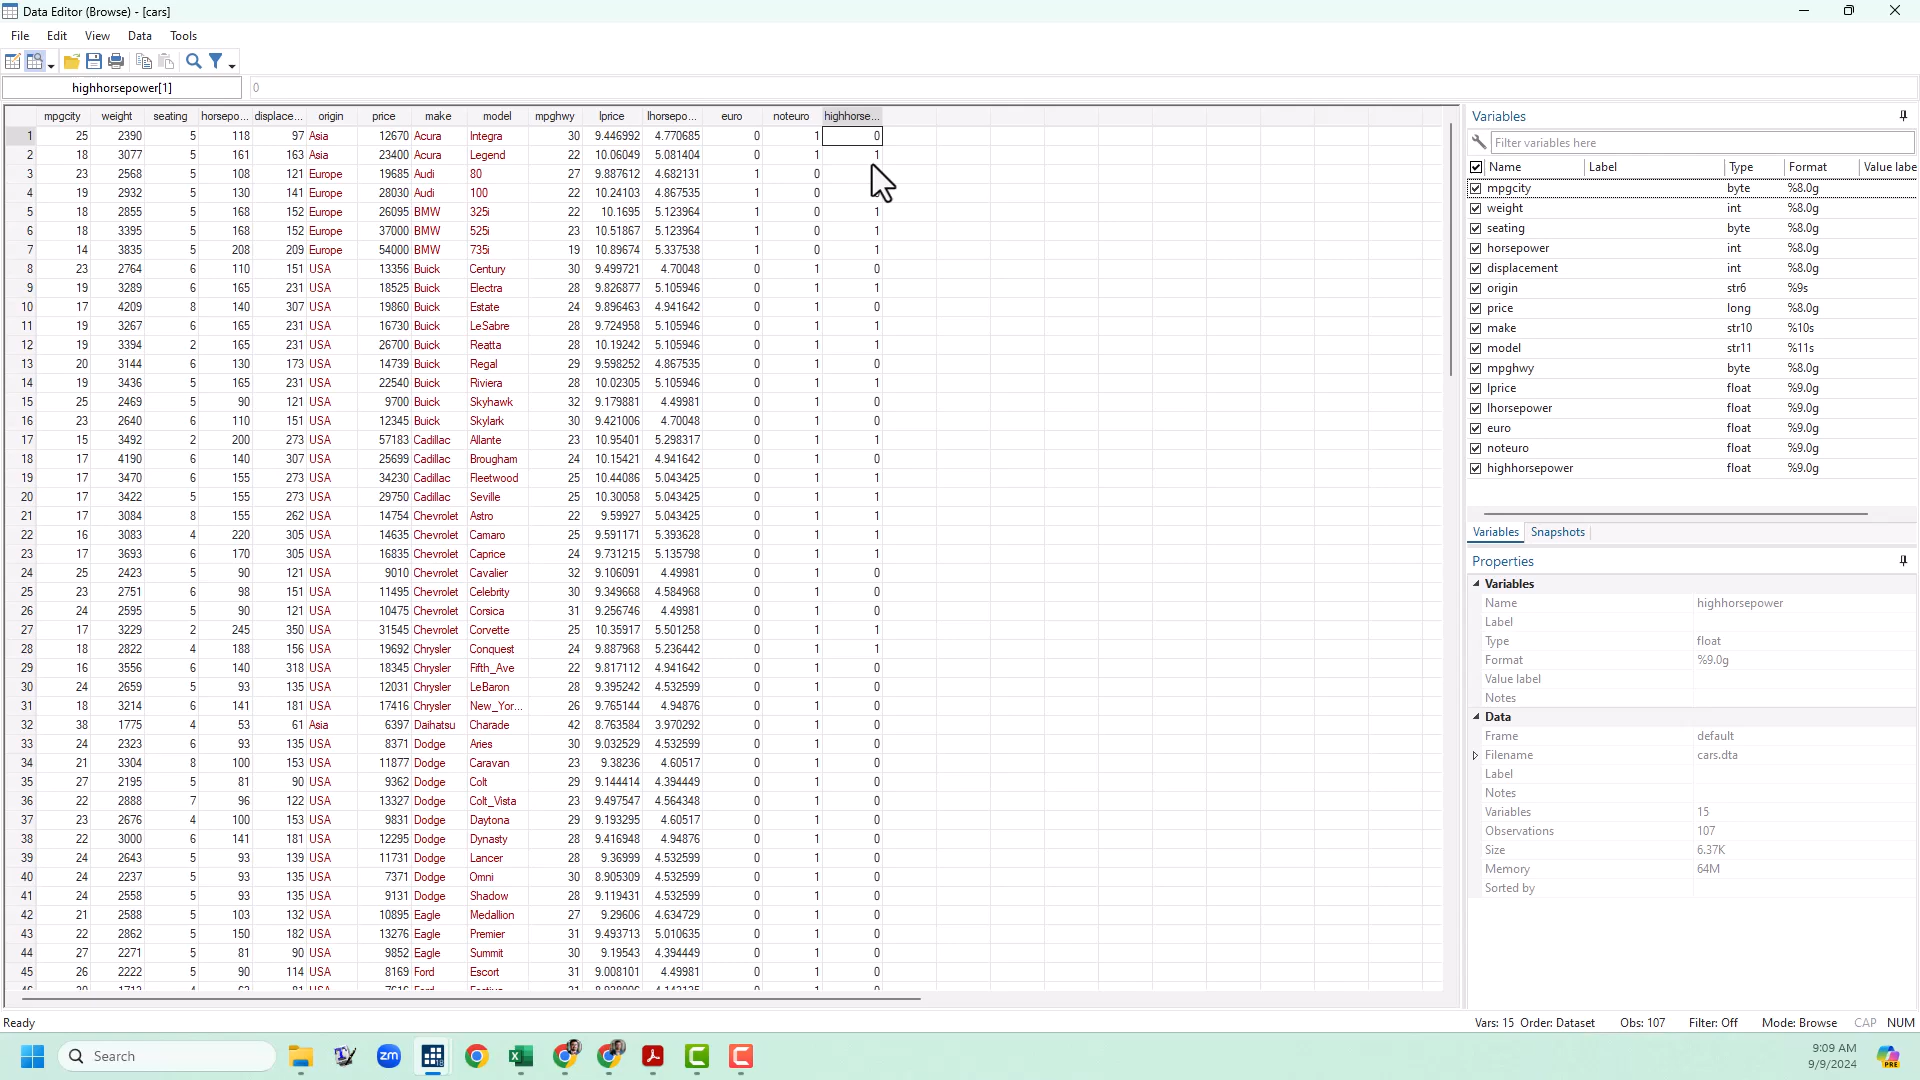 Data Editor (Browse) - [cars]
File Edit View Data Tools
highhorsepower[1] 0
mpgcity weight seating horsepo... displace... origin price make model mpghwy lprice lhorsepo... euro noteuro highhorse...
1 25 2390 5 118 97 Asia 12670 Acura Integra 30 9.446992 4.770685 0 1 0
2 18 3077 5 161 163 Asia 23400 Acura Legend 22 10.06049 5.081404 0 1 1
3 23 2568 5 108 121 Europe 19685 Audi 80 27 9.887612 4.682131 1 0
4 19 2932 5 130 141 Europe 28030 Audi 100 22 10.24103 4.867535 1 0
5 18 2855 5 168 152 Europe 26095 BMW 325i 22 10.1695 5.123964 1 0 1
6 18 3395 5 168 152 Europe 37000 BMW 525i 23 10.51867 5.123964 1 0 1
7 14 3835 5 208 209 Europe 54000 BMW 735i 19 10.89674 5.337538 1 0 1
8 23 2764 6 110 151 USA 13356 Buick Century 30 9.499721 4.70048 0 1 0
9 19 3289 6 165 231 USA 18525 Buick Electra 28 9.826877 5.105946 0 1 1
10 17 4209 8 140 307 USA 19860 Buick Estate 24 9.896463 4.941642 0 1 0
11 19 3267 6 165 231 USA 16730 Buick LeSabre 28 9.724958 5.105946 0 1 1
12 19 3394 2 165 231 USA 26700 Buick Reatta 28 10.19242 5.105946 0 1 1
13 20 3144 6 130 173 USA 14739 Buick Regal 29 9.598252 4.867535 0 1 0
14 19 3436 5 165 231 USA 22540 Buick Riviera 28 10.02305 5.105946 0 1 1
15 25 2469 5 90 121 USA 9700 Buick Skyhawk 32 9.179881 4.49981 0 1 0
16 23 2640 6 110 151 USA 12345 Buick Skylark 30 9.421006 4.70048 0 1 0
17 15 3492 2 200 273 USA 57183 Cadillac Allante 23 10.95401 5.298317 0 1 1
18 17 4190 6 140 307 USA 25699 Cadillac Brougham 24 10.15421 4.941642 0 1 0
19 17 3470 6 155 273 USA 34230 Cadillac Fleetwood 25 10.44086 5.043425 0 1 1
20 17 3422 5 155 273 USA 29750 Cadillac Seville 25 10.30058 5.043425 0 1 1
21 17 3084 8 155 262 USA 14754 Chevrolet Astro 22 9.59927 5.043425 0 1 1
22 16 3083 4 220 305 USA 14635 Chevrolet Camaro 25 9.591171 5.393628 0 1 1
23 17 3693 6 170 305 USA 16835 Chevrolet Caprice 24 9.731215 5.135798 0 1 1
24 25 2423 5 90 121 USA 9010 Chevrolet Cavalier 32 9.106091 4.49981 0 1 0
25 23 2751 6 98 151 USA 11495 Chevrolet Celebrity 30 9.349668 4.584968 0 1 0
26 24 2595 5 90 121 USA 10475 Chevrolet Corsica 31 9.256746 4.49981 0 1 0
27 17 3229 2 245 350 USA 31545 Chevrolet Corvette 25 10.35917 5.501258 0 1 1
28 18 2822 4 188 156 USA 19692 Chrysler Conquest 24 9.887968 5.236442 0 1 1
29 16 3556 6 140 318 USA 18345 Chrysler Fifth_Ave 22 9.817112 4.941642 0 1 0
30 24 2659 5 93 135 USA 12031 Chrysler LeBaron 28 9.395242 4.532599 0 1 0
31 18 3214 6 141 181 USA 17416 Chrysler New_Yor... 26 9.765144 4.94876 0 1 0
32 38 1775 4 53 61 Asia 6397 Daihatsu Charade 42 8.763584 3.970292 0 1 0
33 24 2323 6 93 135 USA 8371 Dodge Aries 30 9.032529 4.532599 0 1 0
34 21 3304 8 100 153 USA 11877 Dodge Caravan 23 9.38236 4.60517 0 1 0
35 27 2195 5 81 90 USA 9362 Dodge Colt 29 9.144414 4.394449 0 1 0
36 22 2888 7 96 122 USA 13327 Dodge Colt_Vista 23 9.497547 4.564348 0 1 0
37 23 2676 4 100 153 USA 9831 Dodge Daytona 29 9.193295 4.60517 0 1 0
38 22 3000 6 141 181 USA 12295 Dodge Dynasty 28 9.416948 4.94876 0 1 0
39 24 2643 5 93 139 USA 11731 Dodge Lancer 28 9.36999 4.532599 0 1 0
40 24 2237 5 93 135 USA 7371 Dodge Omni 30 8.905309 4.532599 0 1 0
41 24 2558 5 93 135 USA 9131 Dodge Shadow 28 9.119431 4.532599 0 1 0
42 21 2588 5 103 132 USA 10895 Eagle Medallion 27 9.29606 4.634729 0 1 0
43 22 2862 5 150 182 USA 13276 Eagle Premier 31 9.493713 5.010635 0 1 0
44 27 2271 5 81 90 USA 9852 Eagle Summit 30 9.19543 4.394449 0 1 0
45 26 2222 5 90 114 USA 8169 Ford Escort 31 9.008101 4.49981 0 1 0
Variables
Filter variables here
Name Label Type Format Value labe
mpgcity byte %8.0g
weight int %8.0g
seating byte %8.0g
horsepower int %8.0g
displacement int %8.0g
origin str6 %9s
price long %8.0g
make str10 %10s
model str11 %11s
mpghwy byte %8.0g
lprice float %9.0g
lhorsepower float %9.0g
euro float %9.0g
noteuro float %9.0g
highhorsepower float %9.0g
Variables Snapshots
Properties
Variables
Name highhorsepower
Label
Type float
Format %9.0g
Value label
Notes
Data
Frame default
Filename cars.dta
Label
Notes
Variables 15
Observations 107
Size 6.37K
Memory 64M
Sorted by
Ready Vars: 15 Order: Dataset Obs: 107 Filter: Off Mode: Browse CAP NUM
Search
zm
9:09 AM
9/9/2024
PRE